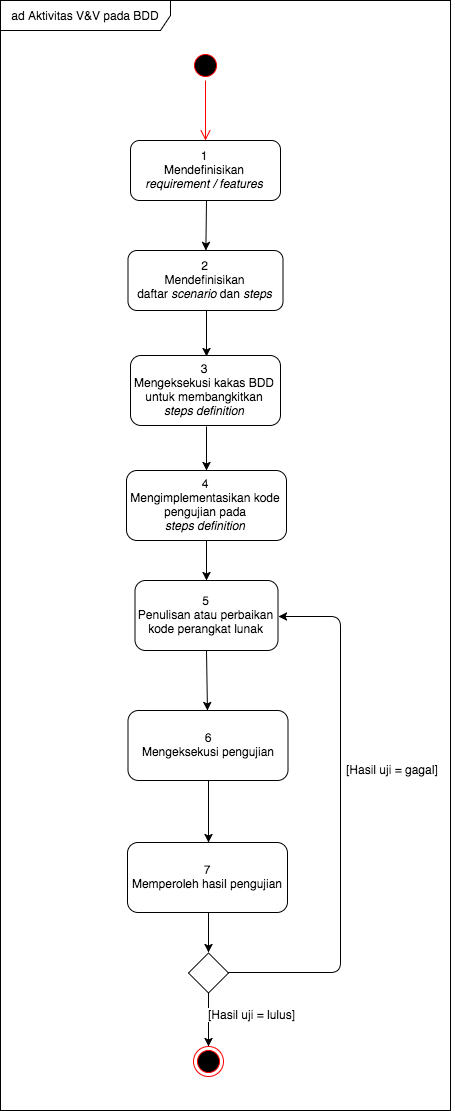 ad Aktivitas V&V pada BDD
1
Mendefinisikan
requirement / features
2
Mendefinisikan
daftar scenario dan steps
3
Mengeksekusi kakas BDD
untuk membangkitkan
steps definition
4
Mengimplementasikan kode
pengujian pada
steps definition
5
Penulisan atau perbaikan
kode perangkat lunak
6
Mengeksekusi pengujian
[Hasil uji = gagal]
7
Memperoleh hasil pengujian
[Hasil uji = lulus]